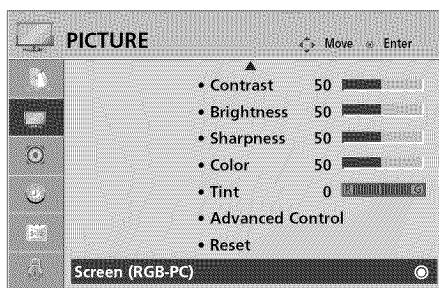 PICTURE
Move Enter
• Contrast 50
• Brightness 50
• Sharpness 50
• Color 50
• Tint 0 R G
• Advanced Control
• Reset
Screen (RGB-PC)